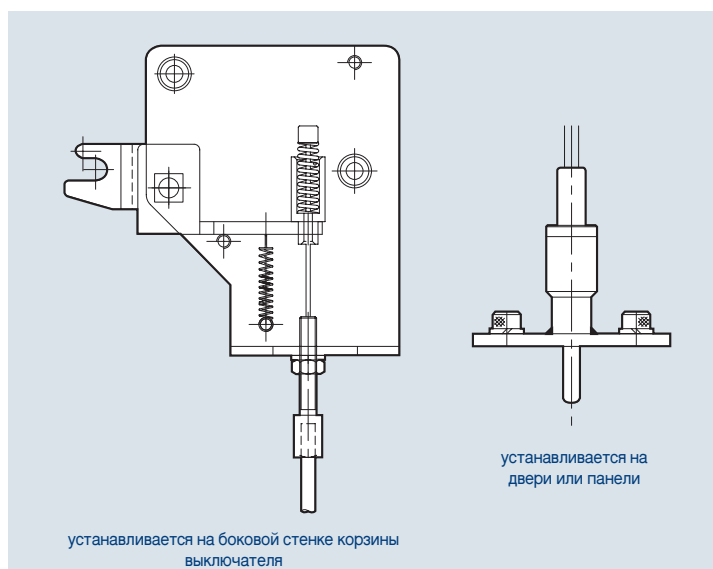 устанавливается на
двери или панели
устанавливается на боковой стенке корзины
выключателя